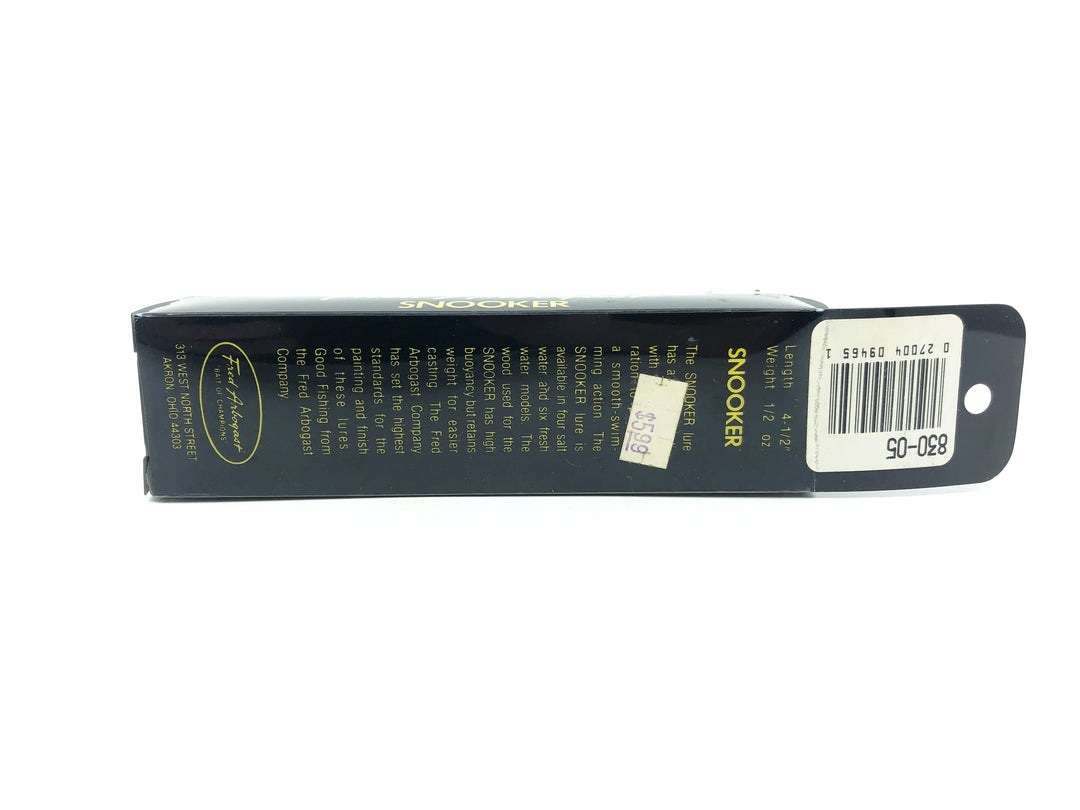 SNOOKER
Length 4-1/2"
Weight 1/2 oz.
SNOOKER
The SNOOKER lure
has a
with
ration
a smooth-swim-
ming action. The
SNOOKER lure is
available in four salt
water and six fresh
water models. The
wood used for the
SNOOKER has high
buoyancy but retains
weight for easier
casting. The Fred
Arbogast Company
has set the highest
standards for the
painting and finish
of these lures.
Good Fishing from
the Fred Arbogast
Company.
Fred Arbogast
"BAIT OF CHAMPIONS"
313 WEST NORTH STREET
AKRON, OHIO 44303
$5.99
0 27004 09465 1
830-05